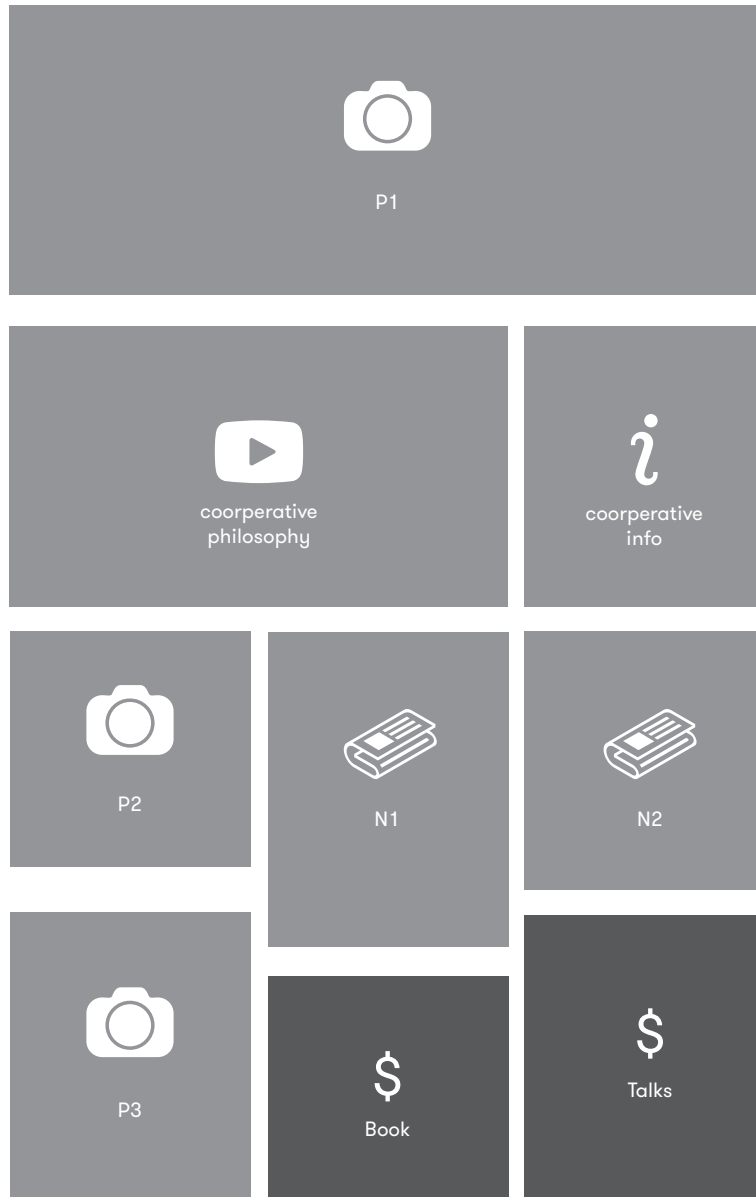 P1
coorperative
philosophy
coorperative
info
P2
N1
N2
P3
$
Book
$
Talks